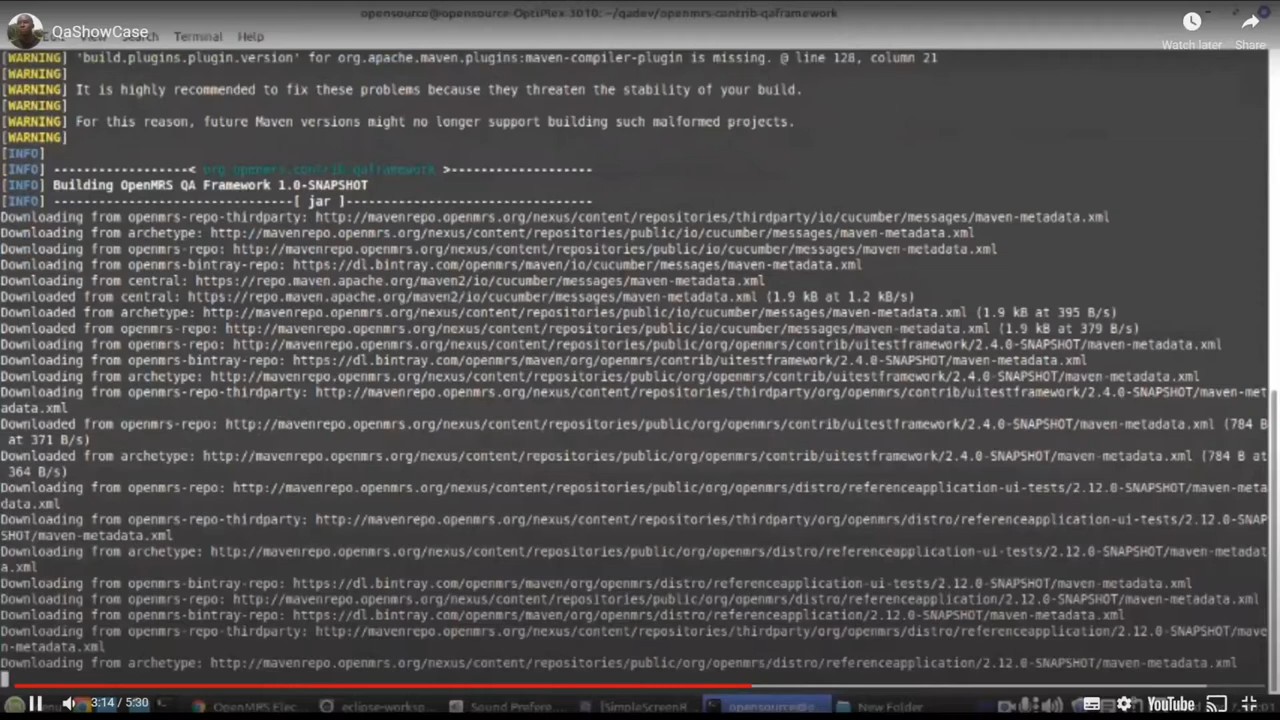 opensource@opensource-OptiPlex-3010: ~/qadev/openmrs-contrib-qaframework
QaShowCase
View Search Terminal Help
Watch later Share
[WARNING] 'build.plugins.plugin.version' for org.apache.maven.plugins:maven-compiler-plugin is missing. @ line 128, column 21
[WARNING]
[WARNING] It is highly recommended to fix these problems because they threaten the stability of your build.
[WARNING]
[WARNING] For this reason, future Maven versions might no longer support building such malformed projects.
[WARNING]
[INFO]
[INFO] -----------------< org.openmrs.contrib:qaframework >------------------
[INFO] Building OpenMRS QA Framework 1.0-SNAPSHOT
[INFO] --------------------------------[ jar ]---------------------------------
Downloading from openmrs-repo-thirdparty: http://mavenrepo.openmrs.org/nexus/content/repositories/thirdparty/io/cucumber/messages/maven-metadata.xml
Downloading from archetype: http://mavenrepo.openmrs.org/nexus/content/repositories/public/io/cucumber/messages/maven-metadata.xml
Downloading from openmrs-repo: http://mavenrepo.openmrs.org/nexus/content/repositories/public/io/cucumber/messages/maven-metadata.xml
Downloading from openmrs-bintray-repo: https://dl.bintray.com/openmrs/maven/io/cucumber/messages/maven-metadata.xml
Downloading from central: https://repo.maven.apache.org/maven2/io/cucumber/messages/maven-metadata.xml
Downloaded from central: https://repo.maven.apache.org/maven2/io/cucumber/messages/maven-metadata.xml (1.9 kB at 1.2 kB/s)
Downloaded from archetype: http://mavenrepo.openmrs.org/nexus/content/repositories/public/io/cucumber/messages/maven-metadata.xml (1.9 kB at 395 B/s)
Downloaded from openmrs-repo: http://mavenrepo.openmrs.org/nexus/content/repositories/public/io/cucumber/messages/maven-metadata.xml (1.9 kB at 379 B/s)
Downloading from openmrs-repo: http://mavenrepo.openmrs.org/nexus/content/repositories/public/org/openmrs/contrib/uitestframework/2.4.0-SNAPSHOT/maven-metadata.xml
Downloading from openmrs-bintray-repo: https://dl.bintray.com/openmrs/maven/org/openmrs/contrib/uitestframework/2.4.0-SNAPSHOT/maven-metadata.xml
Downloading from archetype: http://mavenrepo.openmrs.org/nexus/content/repositories/public/org/openmrs/contrib/uitestframework/2.4.0-SNAPSHOT/maven-metadata.xml
Downloading from openmrs-repo-thirdparty: http://mavenrepo.openmrs.org/nexus/content/repositories/thirdparty/org/openmrs/contrib/uitestframework/2.4.0-SNAPSHOT/maven-met
adata.xml
Downloaded from openmrs-repo: http://mavenrepo.openmrs.org/nexus/content/repositories/public/org/openmrs/contrib/uitestframework/2.4.0-SNAPSHOT/maven-metadata.xml (784 B
at 371 B/s)
Downloaded from archetype: http://mavenrepo.openmrs.org/nexus/content/repositories/public/org/openmrs/contrib/uitestframework/2.4.0-SNAPSHOT/maven-metadata.xml (784 B at
364 B/s)
Downloading from openmrs-repo: http://mavenrepo.openmrs.org/nexus/content/repositories/public/org/openmrs/distro/referenceapplication-ui-tests/2.12.0-SNAPSHOT/maven-meta
data.xml
Downloading from openmrs-repo-thirdparty: http://mavenrepo.openmrs.org/nexus/content/repositories/thirdparty/org/openmrs/distro/referenceapplication-ui-tests/2.12.0-SNAP
SHOT/maven-metadata.xml
Downloading from archetype: http://mavenrepo.openmrs.org/nexus/content/repositories/public/org/openmrs/distro/referenceapplication-ui-tests/2.12.0-SNAPSHOT/maven-metadat
a.xml
Downloading from openmrs-bintray-repo: https://dl.bintray.com/openmrs/maven/org/openmrs/distro/referenceapplication-ui-tests/2.12.0-SNAPSHOT/maven-metadata.xml
Downloading from openmrs-repo: http://mavenrepo.openmrs.org/nexus/content/repositories/public/org/openmrs/distro/referenceapplication/2.12.0-SNAPSHOT/maven-metadata.xml
Downloading from openmrs-bintray-repo: https://dl.bintray.com/openmrs/maven/org/openmrs/distro/referenceapplication/2.12.0-SNAPSHOT/maven-metadata.xml
Downloading from openmrs-repo-thirdparty: http://mavenrepo.openmrs.org/nexus/content/repositories/thirdparty/org/openmrs/distro/referenceapplication/2.12.0-SNAPSHOT/mave
n-metadata.xml
Downloading from archetype: http://mavenrepo.openmrs.org/nexus/content/repositories/public/org/openmrs/distro/referenceapplication/2.12.0-SNAPSHOT/maven-metadata.xml
3:14 / 5:30 OpenMRS Elec... eclipse-worksp... Sound Prefere... [SimpleScreenR... opensource@o... New Folder YouTube